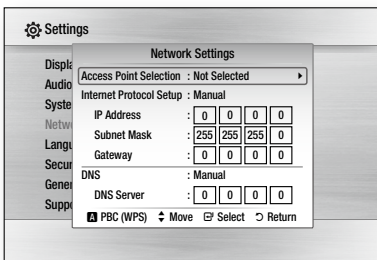 Settings
Network Settings
Displa
Access Point Selection : Not Selected
Audio
Internet Protocol Setup : Manual
Syste
IP Address : 0 0 0 0
Netwo
Subnet Mask : 255 255 255 0
Langu
Gateway : 0 0 0 0
Secur
DNS : Manual
Gener
DNS Server : 0 0 0 0
Suppo
A PBC (WPS) Move Select Return